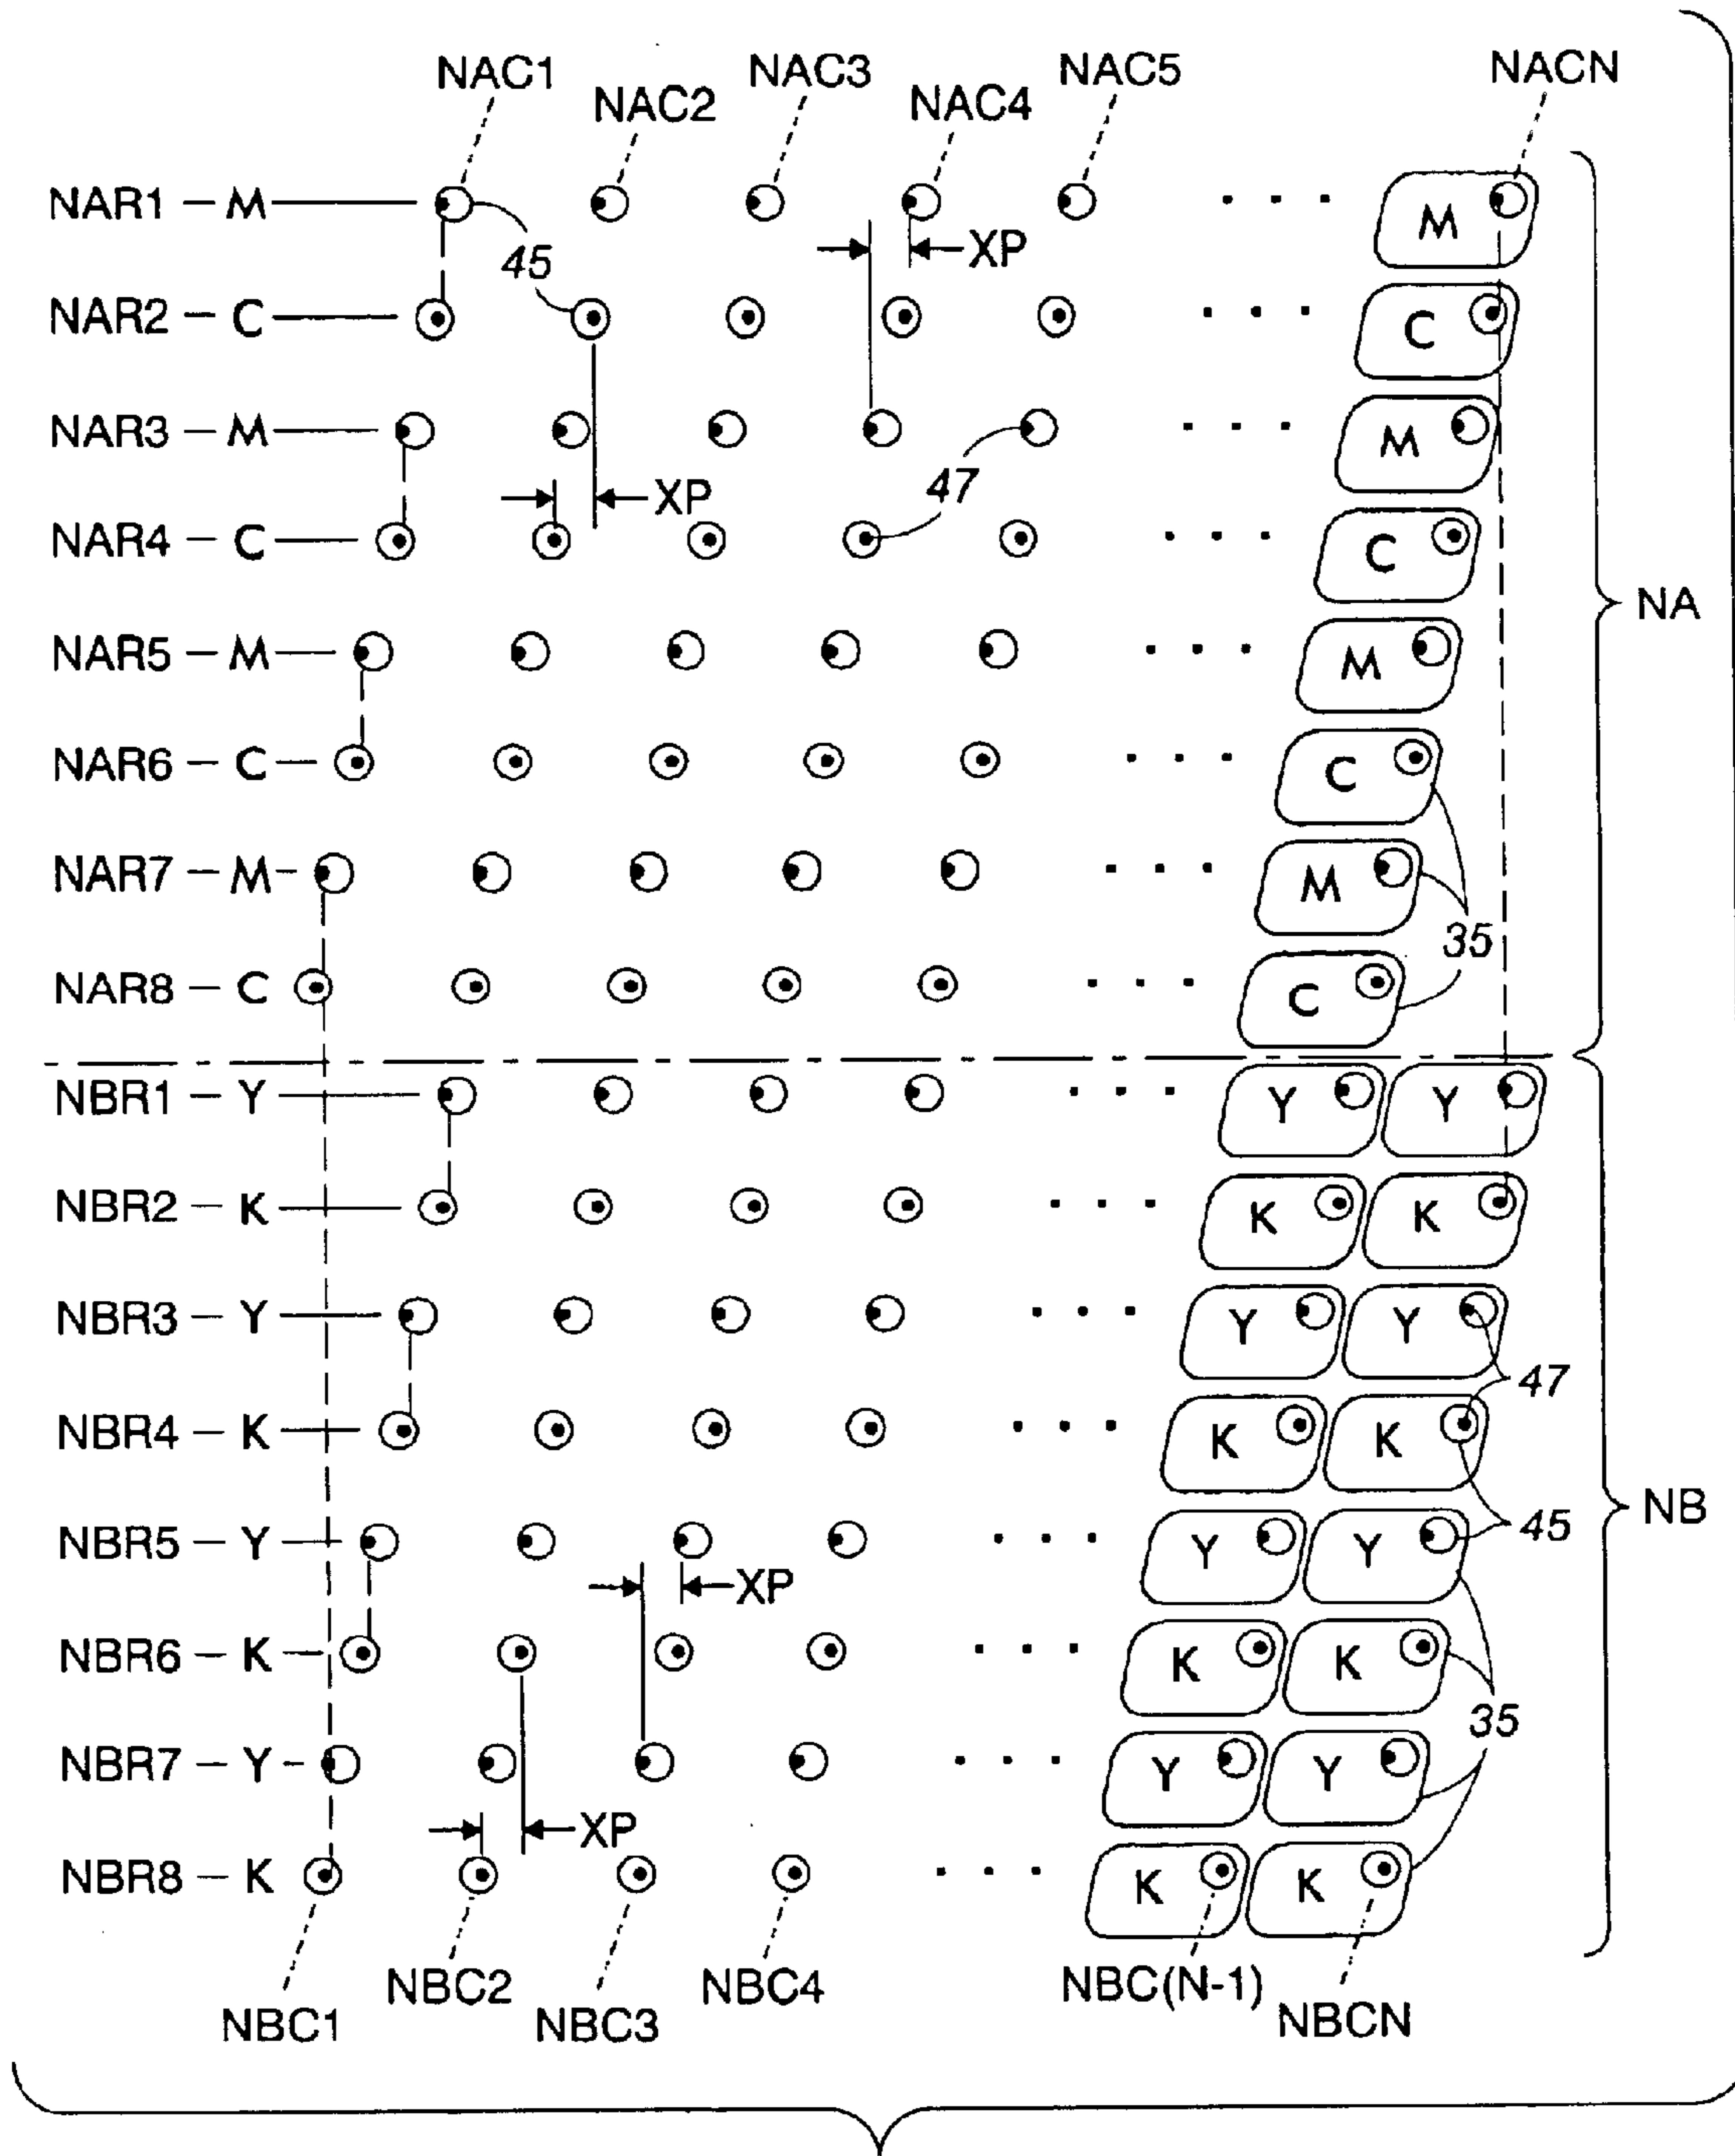 NAC1 NAC2 NAC3 NAC4 NAC5 NACN
NAR1 – M M
45 XP
NAR2 – C C
NAR3 – M M
XP 47
NAR4 – C C
NA
NAR5 – M M
NAR6 – C C
NAR7 – M M
35
NAR8 – C C
NBR1 – Y Y Y
NBR2 – K K K
NBR3 – Y Y Y
47
NBR4 – K K K
NB
45
NBR5 – Y Y Y
XP
NBR6 – K K K
35
NBR7 – Y Y Y
XP
NBR8 – K K K
NBC1 NBC2 NBC3 NBC4 NBC(N-1) NBCN